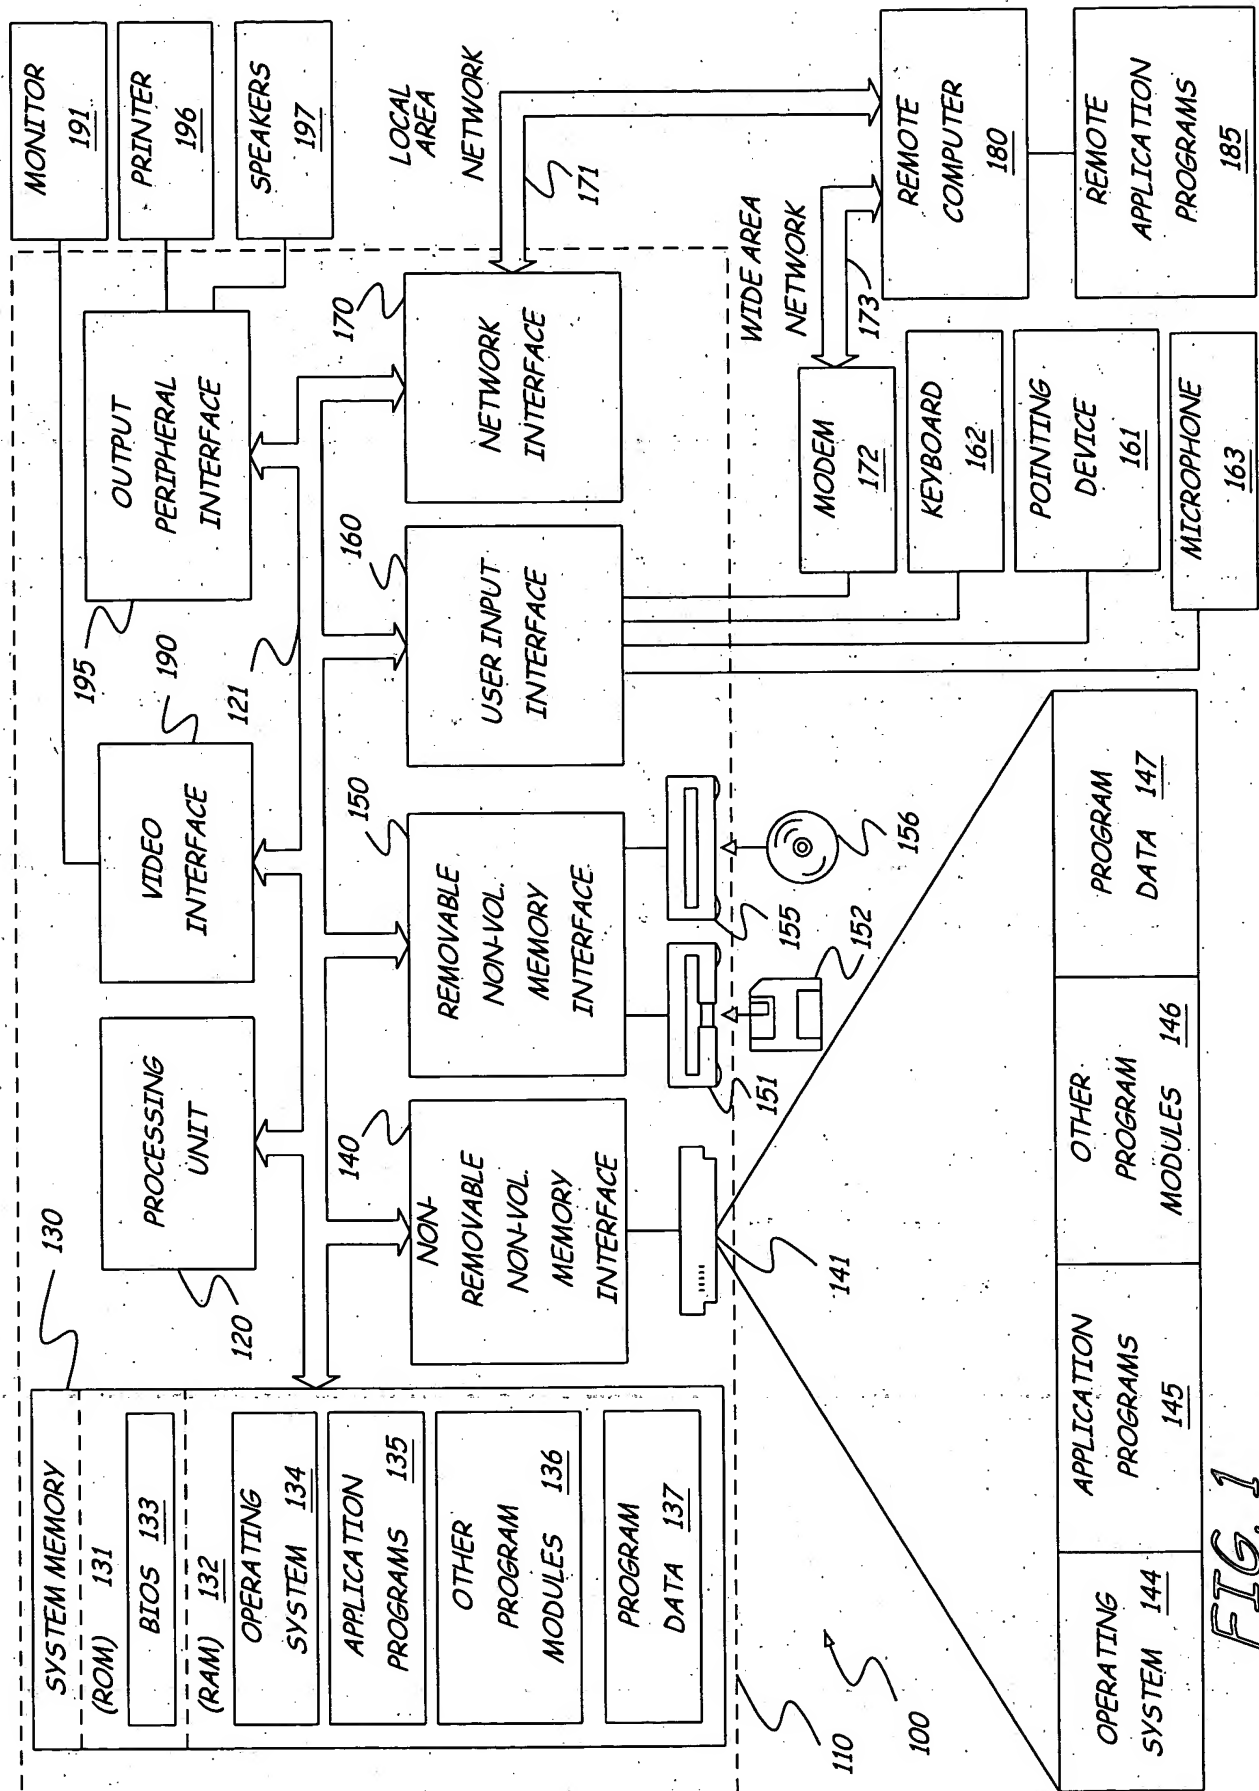 SYSTEM MEMORY
130
(ROM) 131
BIOS 133
(RAM) 132
OPERATING
SYSTEM 134
APPLICATION
PROGRAMS 135
OTHER
PROGRAM
MODULES 136
PROGRAM
DATA 137
PROCESSING
UNIT
120
VIDEO
INTERFACE
190
121
OUTPUT
PERIPHERAL
INTERFACE
195
MONITOR
191
PRINTER
196
SPEAKERS
197
140
NON-
REMOVABLE
NON-VOL.
MEMORY
INTERFACE
150
REMOVABLE
NON-VOL.
MEMORY
INTERFACE
160
USER INPUT
INTERFACE
170
NETWORK
INTERFACE
LOCAL
AREA
NETWORK
171
141
151
152
155
156
WIDE AREA
NETWORK
173
MODEM
172
KEYBOARD
162
POINTING
DEVICE
161
MICROPHONE
163
REMOTE
COMPUTER
180
REMOTE
APPLICATION
PROGRAMS
185
110
100
OPERATING
SYSTEM 144
APPLICATION
PROGRAMS
145
OTHER
PROGRAM
MODULES 146
PROGRAM
DATA 147
FIG. 1